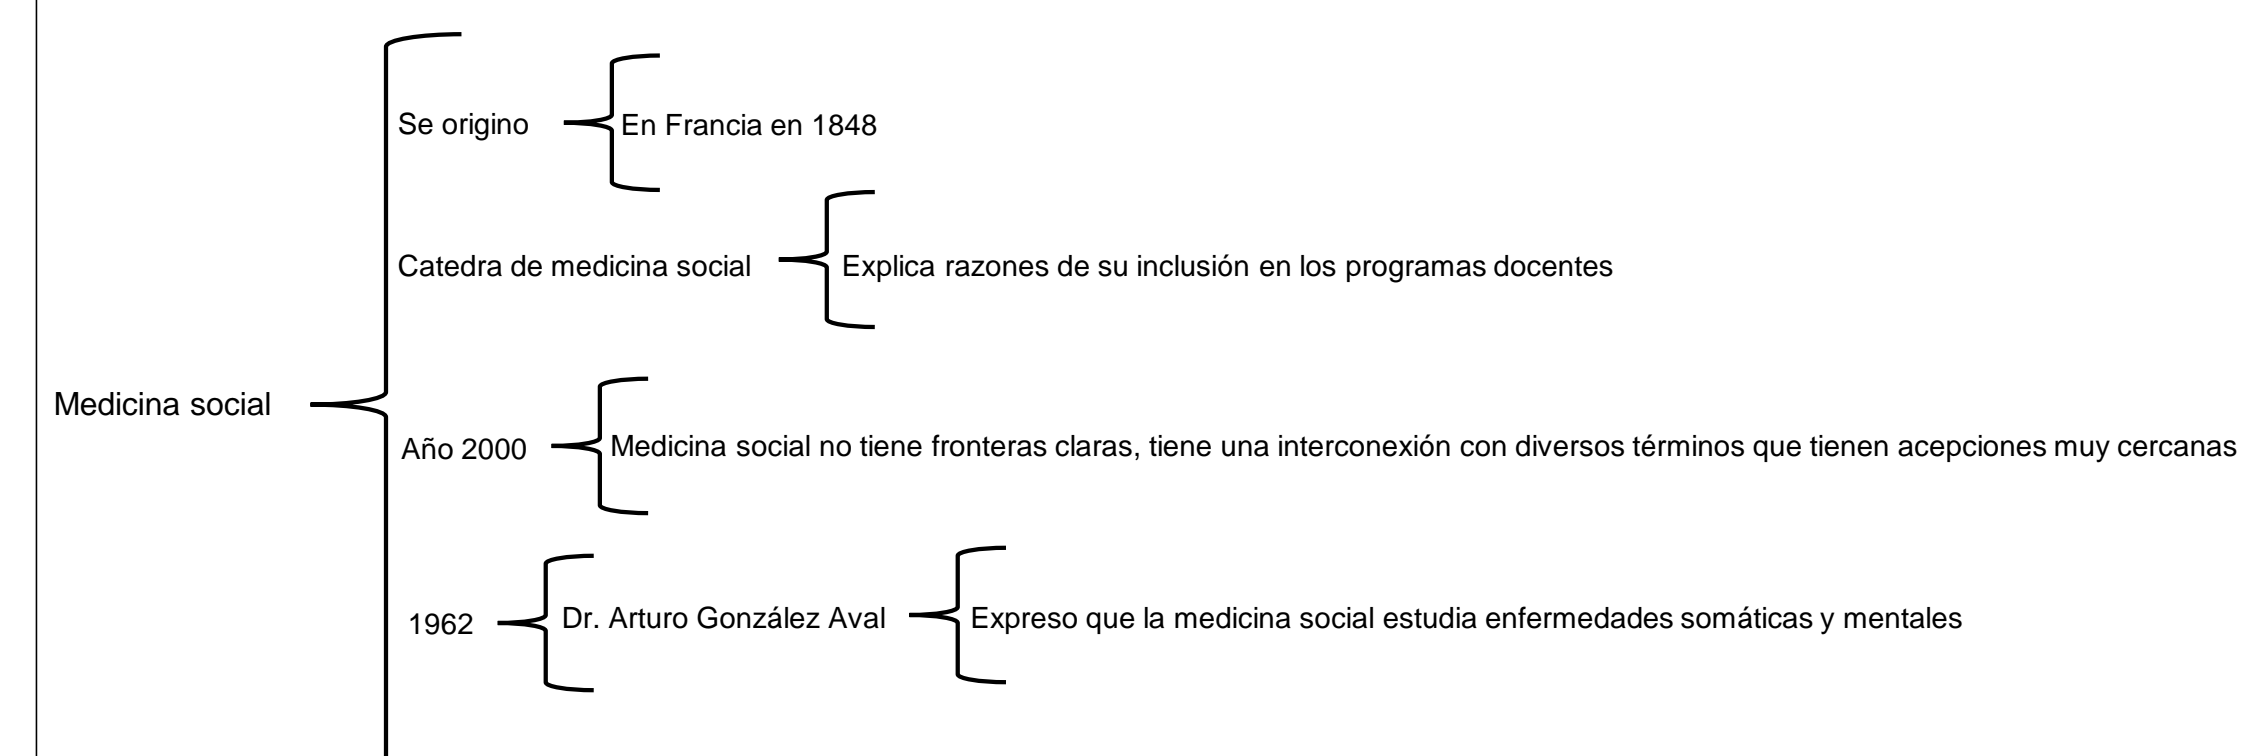 Se origino
En Francia en 1848
Catedra de medicina social
Explica razones de su inclusión en los programas docentes
Medicina social
Año 2000
Medicina social no tiene fronteras claras, tiene una interconexión con diversos términos que tienen acepciones muy cercanas
1962
Dr. Arturo González Aval
Expreso que la medicina social estudia enfermedades somáticas y mentales